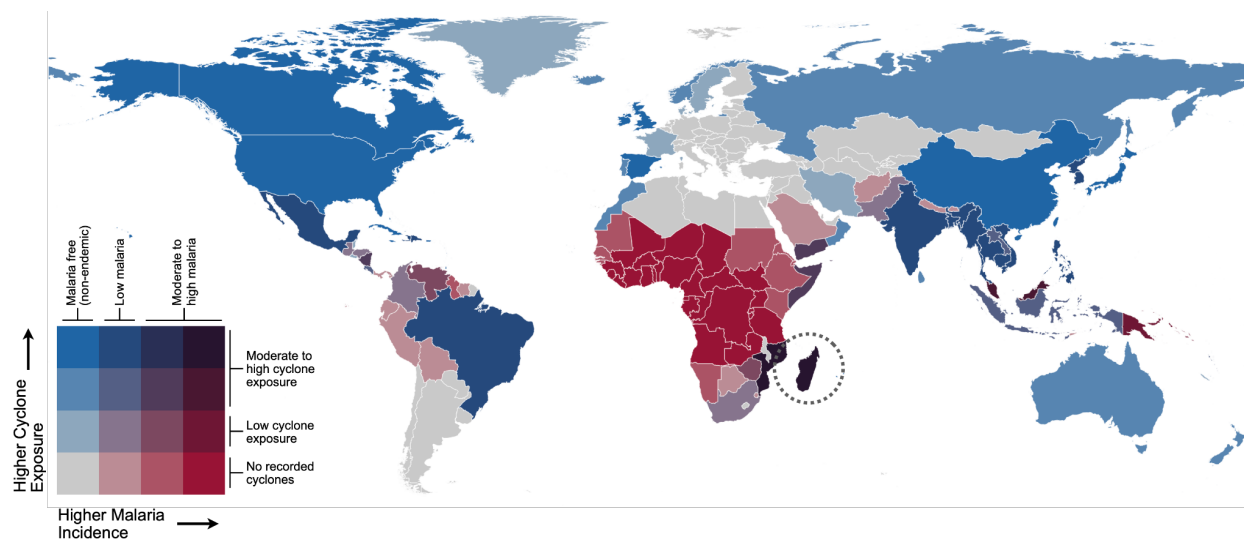 Malaria free
(non-endemic)
Low malaria
Moderate to
high malaria
Higher Cyclone
Exposure
Moderate to
high cyclone
exposure
Low cyclone
exposure
No recorded
cyclones
Higher Malaria
Incidence